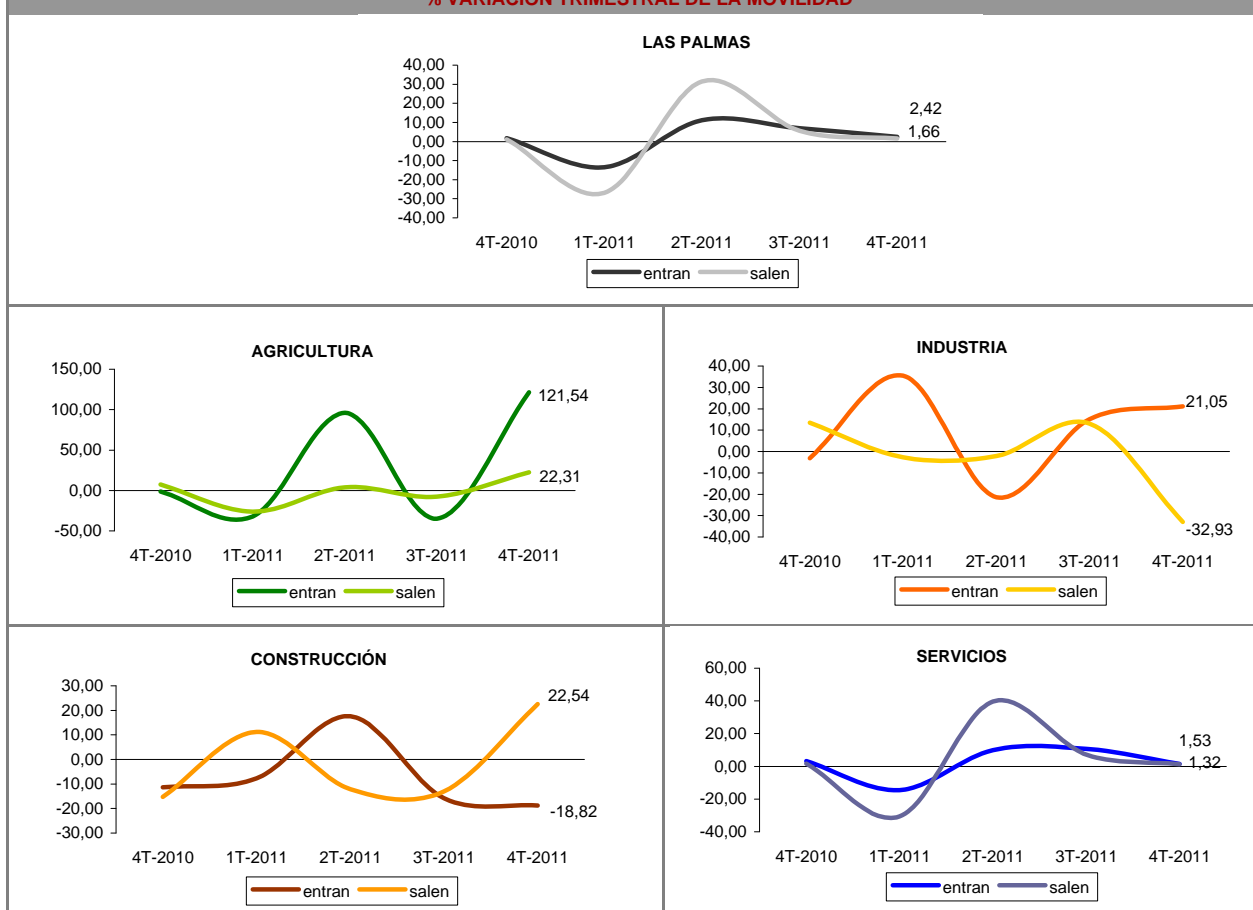 % VARIACIÓN TRIMESTRAL DE LA MOVILIDAD
LAS PALMAS
40,00
30,00
20,00
10,00
0,00
-10,00
-20,00
-30,00
-40,00
2,42
1,66
4T-2010 1T-2011 2T-2011 3T-2011 4T-2011
entran salen
AGRICULTURA
150,00
100,00
50,00
0,00
-50,00
121,54
22,31
4T-2010 1T-2011 2T-2011 3T-2011 4T-2011
entran salen
INDUSTRIA
40,00
30,00
20,00
10,00
0,00
-10,00
-20,00
-30,00
-40,00
21,05
-32,93
4T-2010 1T-2011 2T-2011 3T-2011 4T-2011
entran salen
CONSTRUCCIÓN
30,00
20,00
10,00
0,00
-10,00
-20,00
-30,00
22,54
-18,82
4T-2010 1T-2011 2T-2011 3T-2011 4T-2011
entran salen
SERVICIOS
60,00
40,00
20,00
0,00
-20,00
-40,00
1,53
1,32
4T-2010 1T-2011 2T-2011 3T-2011 4T-2011
entran salen